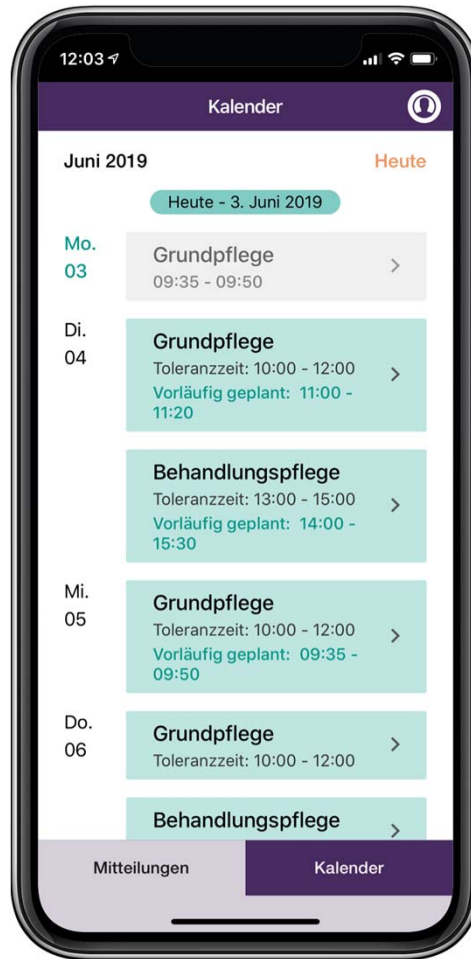 12:03
Kalender
Juni 2019
Heute
Heute - 3. Juni 2019
Mo.
03
Grundpflege
09:35 - 09:50
Di.
04
Grundpflege
Toleranzzeit: 10:00 - 12:00
Vorläufig geplant: 11:00 -
11:20
Behandlungspflege
Toleranzzeit: 13:00 - 15:00
Vorläufig geplant: 14:00 -
15:30
Mi.
05
Grundpflege
Toleranzzeit: 10:00 - 12:00
Vorläufig geplant: 09:35 -
09:50
Do.
06
Grundpflege
Toleranzzeit: 10:00 - 12:00
Behandlungspflege
Mitteilungen
Kalender